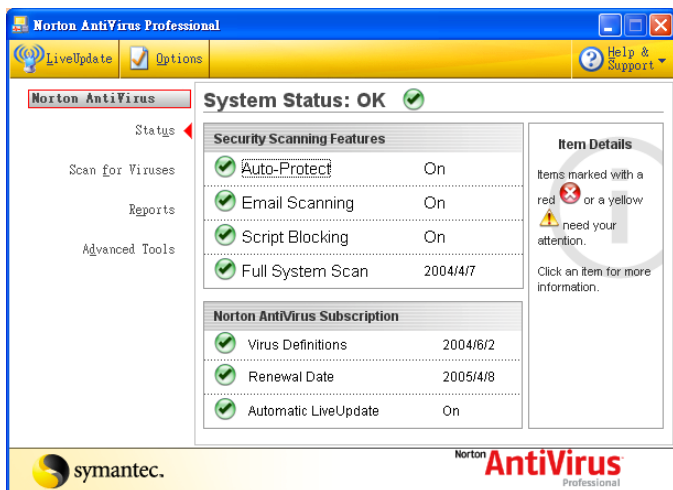 Norton AntiVirus Professional
LiveUpdate
Options
Help &
Support
Norton AntiVirus
Status
Scan for Viruses
Reports
Advanced Tools
System Status: OK
Security Scanning Features
Auto-Protect On
Email Scanning On
Script Blocking On
Full System Scan 2004/4/7
Norton AntiVirus Subscription
Virus Definitions 2004/6/2
Renewal Date 2005/4/8
Automatic LiveUpdate On
Item Details
Items marked with a
red or a yellow
need your
attention.
Click an item for more
information.
symantec.
Norton AntiVirus
Professional